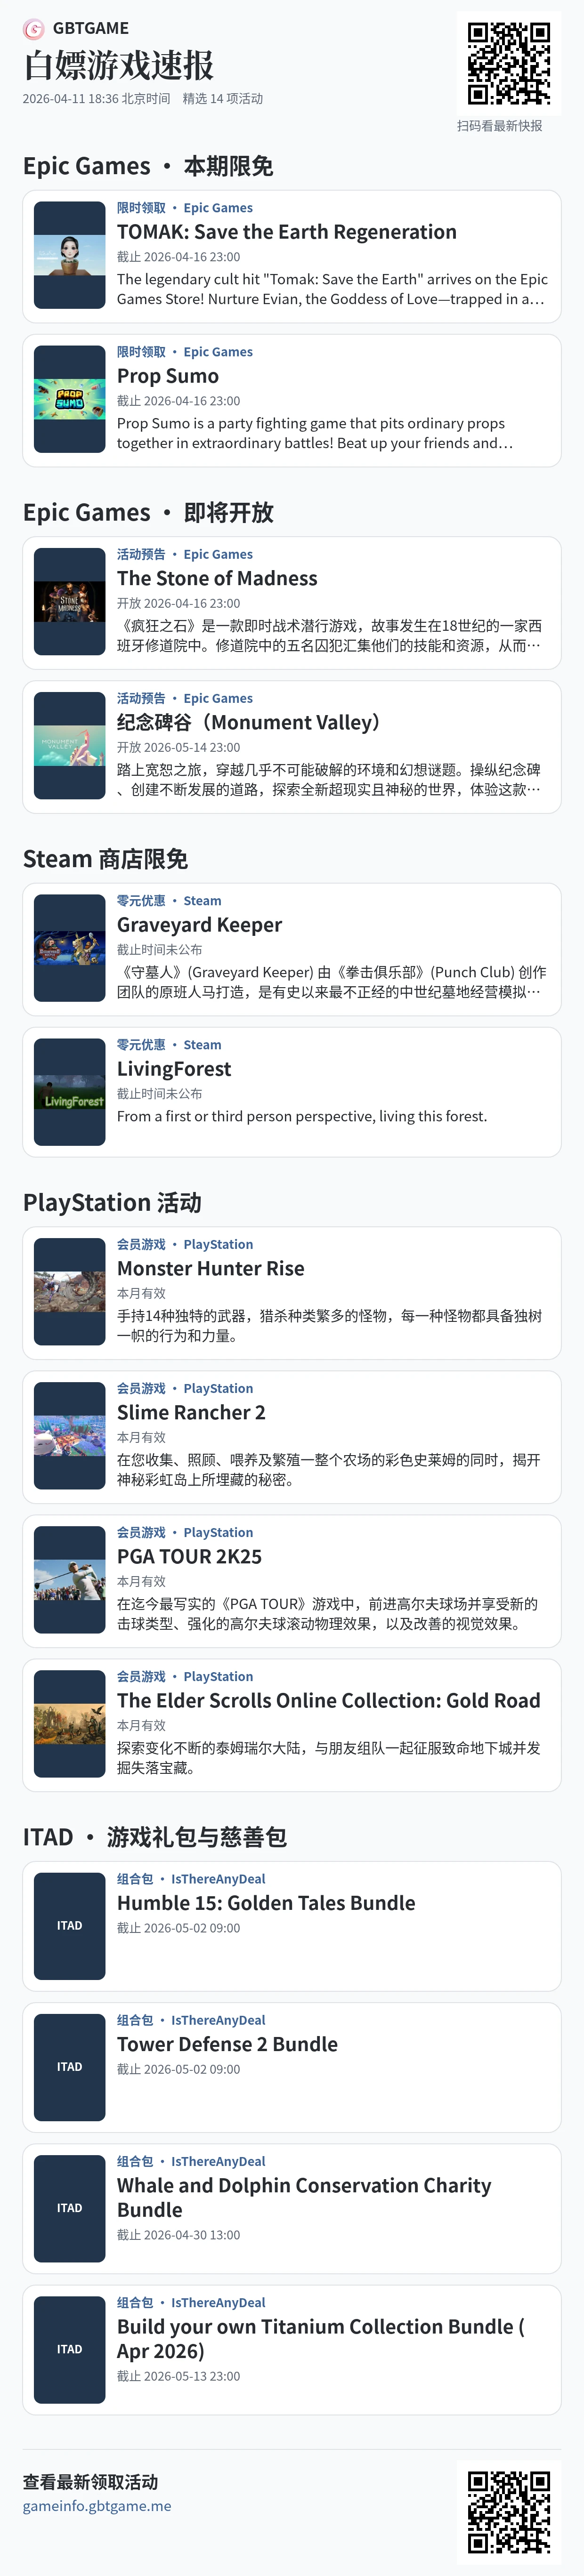 GBTGAME
白嫖游戏速报
2026-04-11 18:36 北京时间 精选 14 项活动
扫码看最新快报
Epic Games · 本期限免
限时领取 · Epic Games
TOMAK: Save the Earth Regeneration
截止 2026-04-16 23:00
The legendary cult hit "Tomak: Save the Earth" arrives on the Epic
Games Store! Nurture Evian, the Goddess of Love—trapped in a…
限时领取 · Epic Games
PROP
SUMO
Prop Sumo
截止 2026-04-16 23:00
Prop Sumo is a party fighting game that pits ordinary props
together in extraordinary battles! Beat up your friends and…
Epic Games · 即将开放
活动预告 · Epic Games
STONE
MADNESS
The Stone of Madness
开放 2026-04-16 23:00
《疯狂之石》是一款即时战术潜行游戏，故事发生在18世纪的一家西
班牙修道院中。修道院中的五名囚犯汇集他们的技能和资源，从而…
活动预告 · Epic Games
MONUMENT
VALLEY
纪念碑谷（Monument Valley）
开放 2026-05-14 23:00
踏上宽恕之旅，穿越几乎不可能破解的环境和幻想谜题。操纵纪念碑
、创建不断发展的道路，探索全新超现实且神秘的世界，体验这款…
Steam 商店限免
零元优惠 · Steam
Graveyard Keeper
截止时间未公布
《守墓人》(Graveyard Keeper) 由《拳击俱乐部》(Punch Club) 创作
团队的原班人马打造，是有史以来最不正经的中世纪墓地经营模拟…
零元优惠 · Steam
LivingForest
LivingForest
截止时间未公布
From a first or third person perspective, living this forest.
PlayStation 活动
会员游戏 · PlayStation
Monster Hunter Rise
本月有效
手持14种独特的武器，猎杀种类繁多的怪物，每一种怪物都具备独树
一帜的行为和力量。
会员游戏 · PlayStation
Slime Rancher 2
本月有效
在您收集、照顾、喂养及繁殖一整个农场的彩色史莱姆的同时，揭开
神秘彩虹岛上所埋藏的秘密。
会员游戏 · PlayStation
PGA TOUR 2K25
本月有效
在迄今最写实的《PGA TOUR》游戏中，前进高尔夫球场并享受新的
击球类型、强化的高尔夫球滚动物理效果，以及改善的视觉效果。
会员游戏 · PlayStation
The Elder Scrolls Online Collection: Gold Road
本月有效
探索变化不断的泰姆瑞尔大陆，与朋友组队一起征服致命地下城并发
掘失落宝藏。
ITAD · 游戏礼包与慈善包
组合包 · IsThereAnyDeal
ITAD
Humble 15: Golden Tales Bundle
截止 2026-05-02 09:00
组合包 · IsThereAnyDeal
ITAD
Tower Defense 2 Bundle
截止 2026-05-02 09:00
组合包 · IsThereAnyDeal
ITAD
Whale and Dolphin Conservation Charity
Bundle
截止 2026-04-30 13:00
组合包 · IsThereAnyDeal
ITAD
Build your own Titanium Collection Bundle (
Apr 2026)
截止 2026-05-13 23:00
查看最新领取活动
gameinfo.gbtgame.me